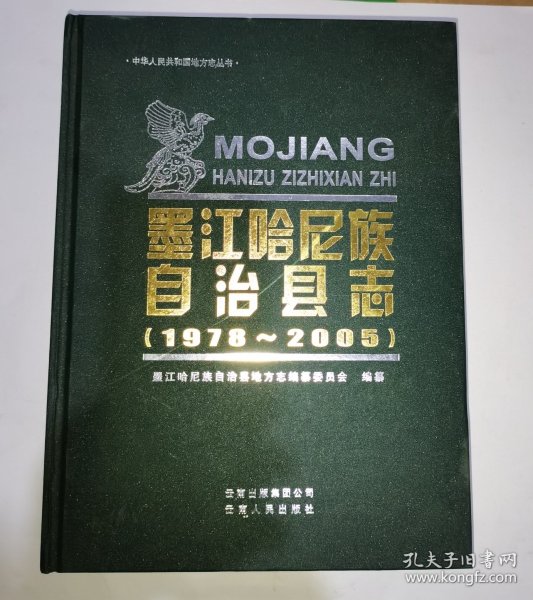 ·中华人民共和国地方志丛书·
MOJIANG
HANIZU ZIZHIXIAN ZHI
墨江哈尼族
自治县志
(1978～2005)
墨江哈尼族自治县地方志编纂委员会 编纂
云南出版集团公司
云南人民出版社
孔夫子旧书网
www.kongfz.com